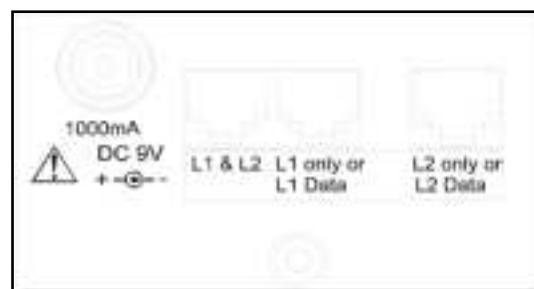 1000mA
DC 9V
+ -
L1 & L2
L1 only or
L1 Data
L2 only or
L2 Data